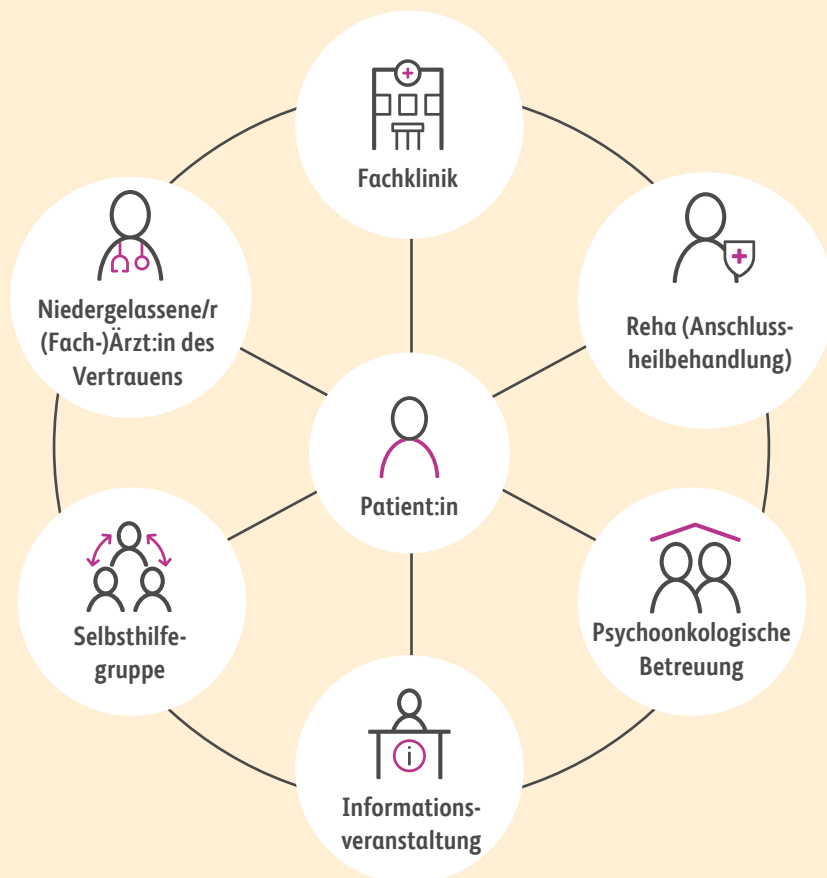 Fachklinik
Niedergelassene/r
(Fach-)Ärzt:in des
Vertrauens
Reha (Anschluss-
heilbehandlung)
Patient:in
Selbsthilfe-
gruppe
Psychoonkologische
Betreuung
i
Informations-
veranstaltung